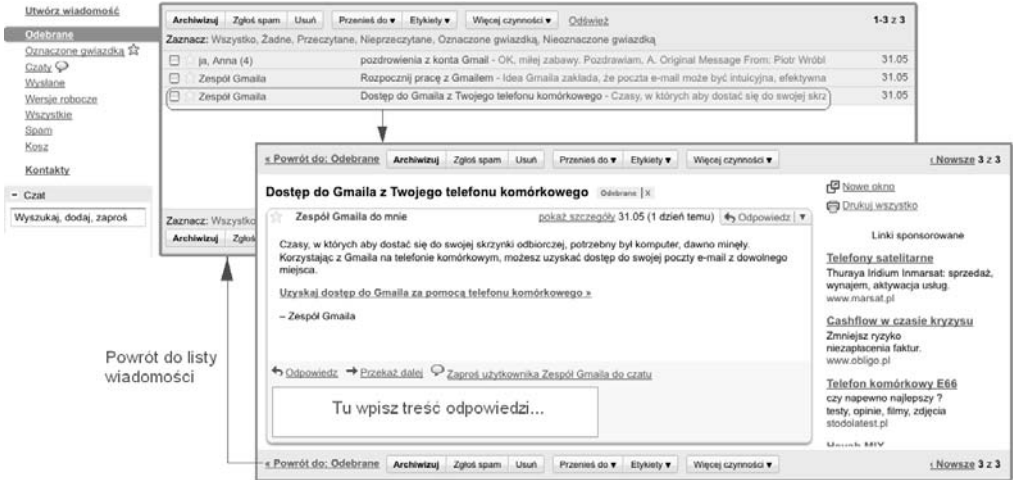 Utwórz wiadomość
Odebrane
Oznaczone gwiazdką
Czaty
Wysłane
Wersje robocze
Wszystkie
Spam
Kosz
Kontakty
- Czat
Wyszukaj, dodaj, zaproś
Archiwizuj Zgłoś spam Usuń Przenieś do ▾ Etykiety ▾ Więcej czynności ▾ Odśwież 1-3 z 3
Zaznacz: Wszystko, Żadne, Przeczytane, Nieprzeczytane, Oznaczone gwiazdką, Nieoznaczone gwiazdką
ja, Anna (4) pozdrowienia z konta Gmail - OK, miłej zabawy. Pozdrawiam, A. Original Message From: Piotr Wróbl 31.05
Zespół Gmaila Rozpocznij pracę z Gmailem - Idea Gmaila zakłada, że poczta e-mail może być intuicyjna, efektywna 31.05
Zespół Gmaila Dostęp do Gmaila z Twojego telefonu komórkowego - Czasy, w których aby dostać się do swojej skrz 31.05
Zaznacz: Wszystko
Archiwizuj Zgłoś
« Powrót do: Odebrane Archiwizuj Zgłoś spam Usuń Przenieś do ▾ Etykiety ▾ Więcej czynności ▾ ‹ Nowsze 3 z 3
Dostęp do Gmaila z Twojego telefonu komórkowego Odebrane | X
Zespół Gmaila do mnie pokaż szczegóły 31.05 (1 dzień temu) Odpowiedz ▾
Czasy, w których aby dostać się do swojej skrzynki odbiorczej, potrzebny był komputer, dawno minęły.
Korzystając z Gmaila na telefonie komórkowym, możesz uzyskać dostęp do swojej poczty e-mail z dowolnego
miejsca.
Uzyskaj dostęp do Gmaila za pomocą telefonu komórkowego »
– Zespół Gmaila
Odpowiedz Przekaż dalej Zaproś użytkownika Zespół Gmaila do czatu
Tu wpisz treść odpowiedzi...
Nowe okno
Drukuj wszystko
Linki sponsorowane
Telefony satelitarne
Thuraya Iridium Inmarsat: sprzedaż,
wynajem, aktywacja usług.
www.marsat.pl
Cashflow w czasie kryzysu
Zmniejsz ryzyko
niezapłacenia faktur.
www.obligo.pl
Telefon komórkowy E66
czy napewno najlepszy ?
testy, opinie, filmy, zdjęcia
stodolatest.pl
« Powrót do: Odebrane Archiwizuj Zgłoś spam Usuń Przenieś do ▾ Etykiety ▾ Więcej czynności ▾ ‹ Nowsze 3 z 3
Powrót do listy
wiadomości